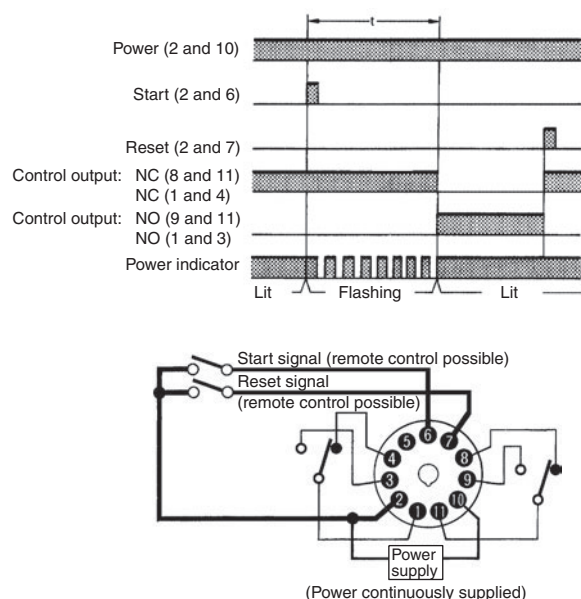 t
Power (2 and 10)
Start (2 and 6)
Reset (2 and 7)
Control output: NC (8 and 11)
NC (1 and 4)
Control output: NO (9 and 11)
NO (1 and 3)
Power indicator
Lit Flashing Lit
Start signal (remote control possible)
Reset signal
(remote control possible)
5 6 7
4 8
3 9
2 10
1 11
Power
supply
(Power continuously supplied)